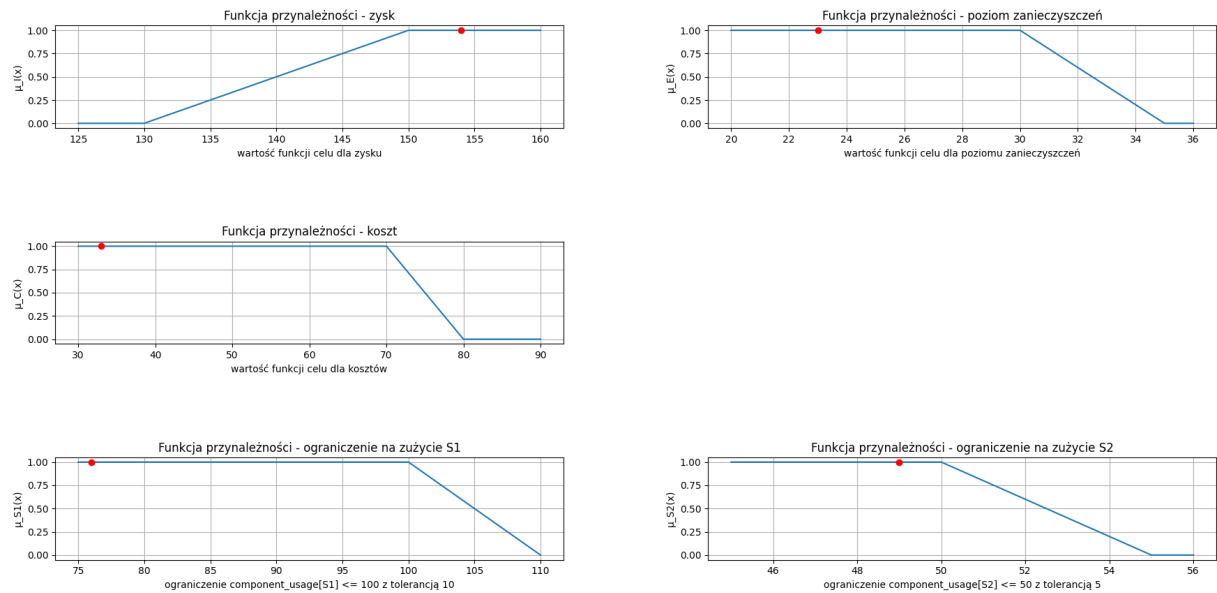 Funkcja przynależności - zysk
μ_I(x)
1.00
0.75
0.50
0.25
0.00
125 130 135 140 145 150 155 160
wartość funkcji celu dla zysku
Funkcja przynależności - poziom zanieczyszczeń
μ_E(x)
1.00
0.75
0.50
0.25
0.00
20 22 24 26 28 30 32 34 36
wartość funkcji celu dla poziomu zanieczyszczeń
Funkcja przynależności - koszt
μ_C(x)
1.00
0.75
0.50
0.25
0.00
30 40 50 60 70 80 90
wartość funkcji celu dla kosztów
Funkcja przynależności - ograniczenie na zużycie S1
μ_S1(x)
1.00
0.75
0.50
0.25
0.00
75 80 85 90 95 100 105 110
ograniczenie component_usage[S1] <= 100 z tolerancją 10
Funkcja przynależności - ograniczenie na zużycie S2
μ_S2(x)
1.00
0.75
0.50
0.25
0.00
46 48 50 52 54 56
ograniczenie component_usage[S2] <= 50 z tolerancją 5